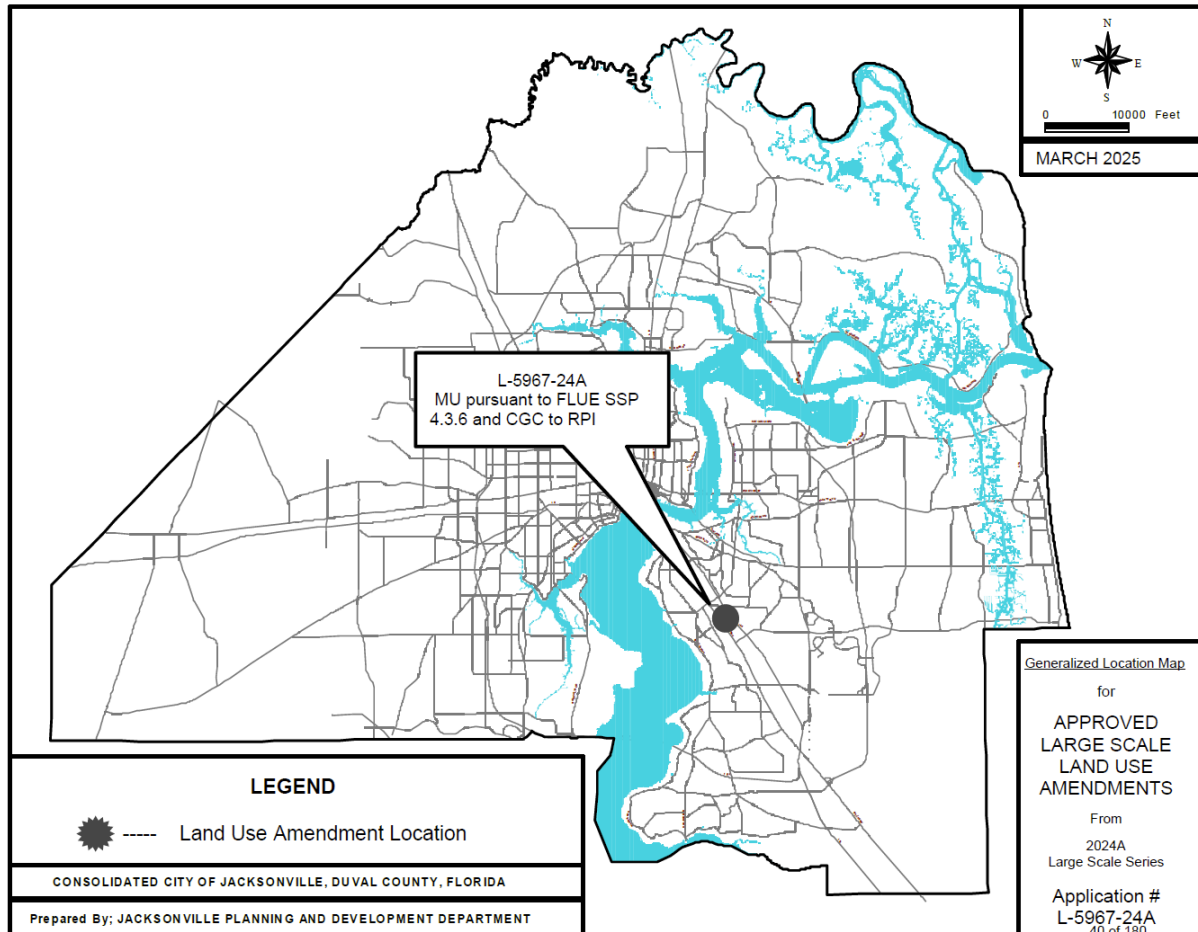 N
W E
S
0 10000 Feet
MARCH 2025
L-5967-24A
MU pursuant to FLUE SSP
4.3.6 and CGC to RPI
Generalized Location Map
for
APPROVED
LARGE SCALE
LAND USE
AMENDMENTS
From
2024A
Large Scale Series
Application #
L-5967-24A
40 of 180
LEGEND
----- Land Use Amendment Location
CONSOLIDATED CITY OF JACKSONVILLE, DUVAL COUNTY, FLORIDA
Prepared By; JACKSONVILLE PLANNING AND DEVELOPMENT DEPARTMENT